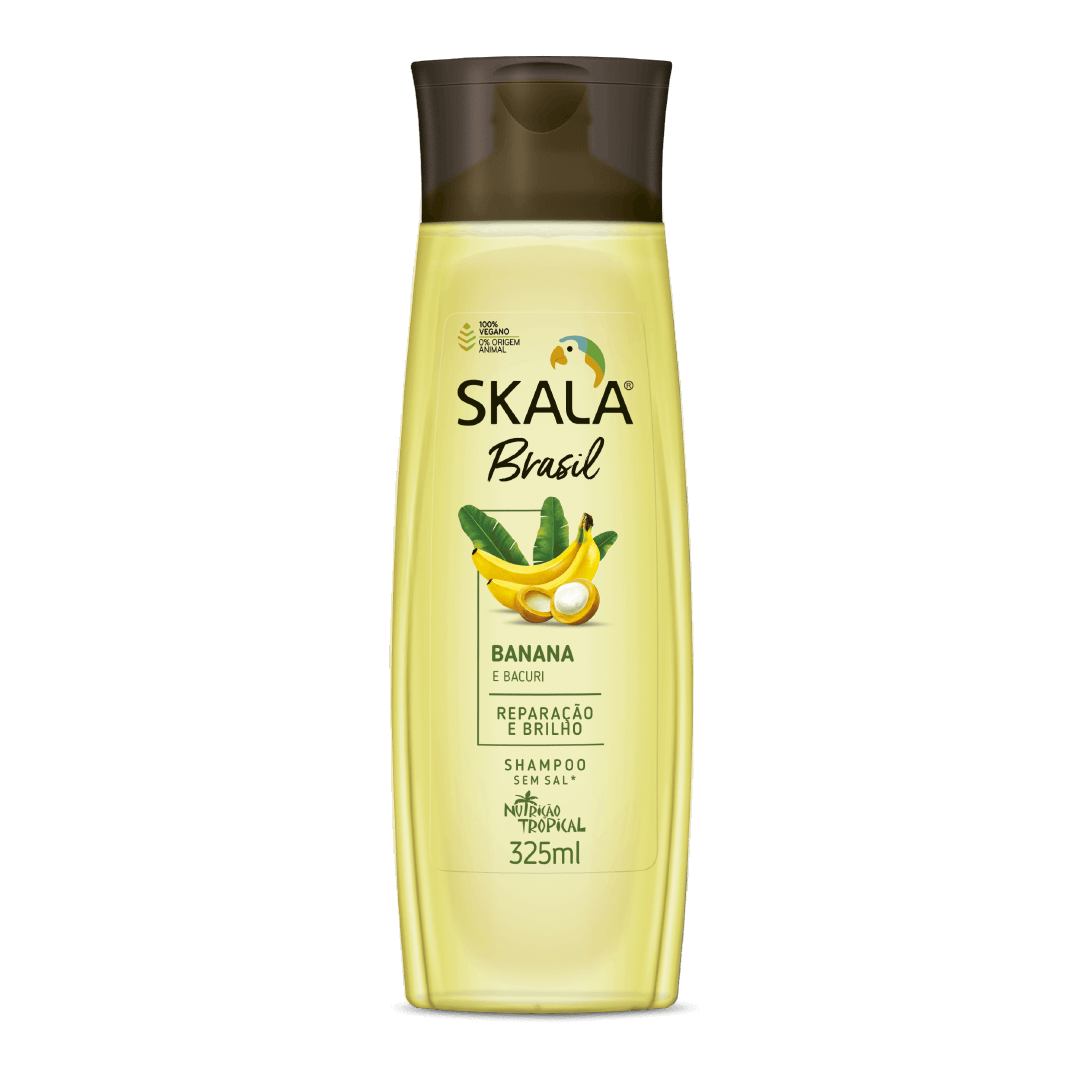 100%
VEGANO
0% ORIGEM
ANIMAL
SKALA®
Brasil
BANANA
E BACURI
REPARAÇÃO
E BRILHO
SHAMPOO
SEM SAL*
NUTRIÇÃO
TROPICAL
325ml